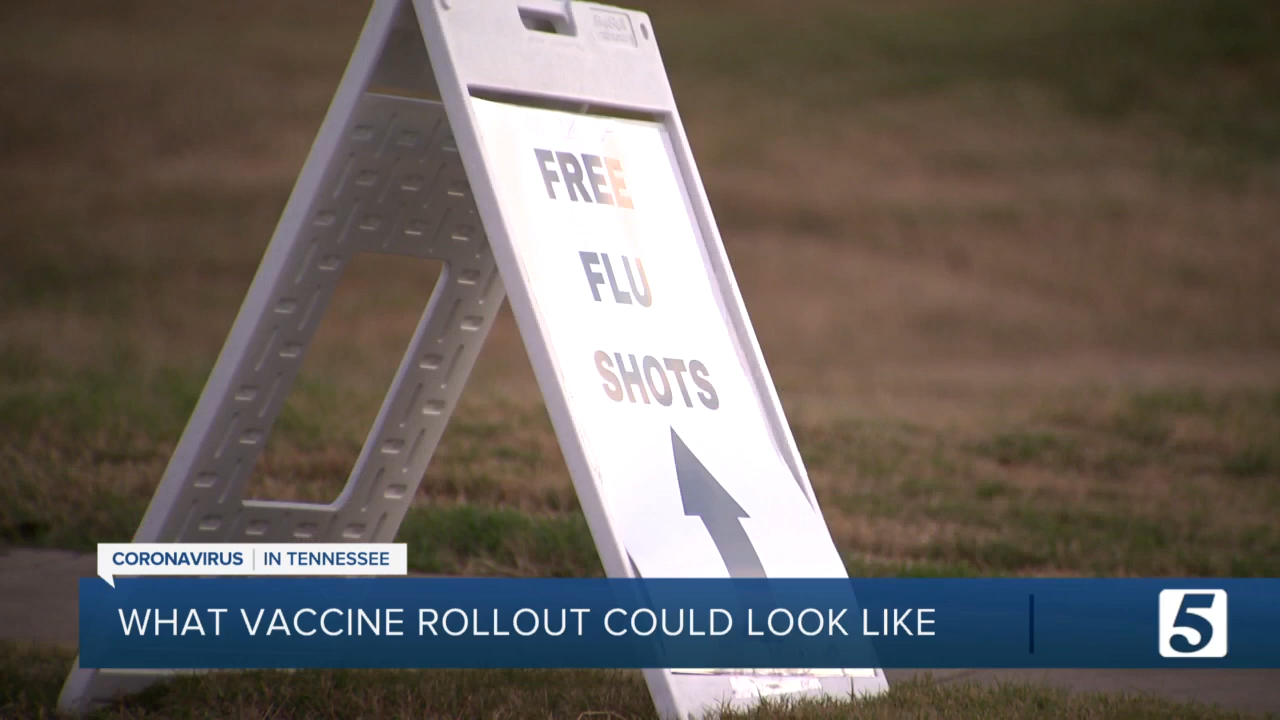 FREE
FLU
SHOTS
CORONAVIRUS | IN TENNESSEE
WHAT VACCINE ROLLOUT COULD LOOK LIKE
5